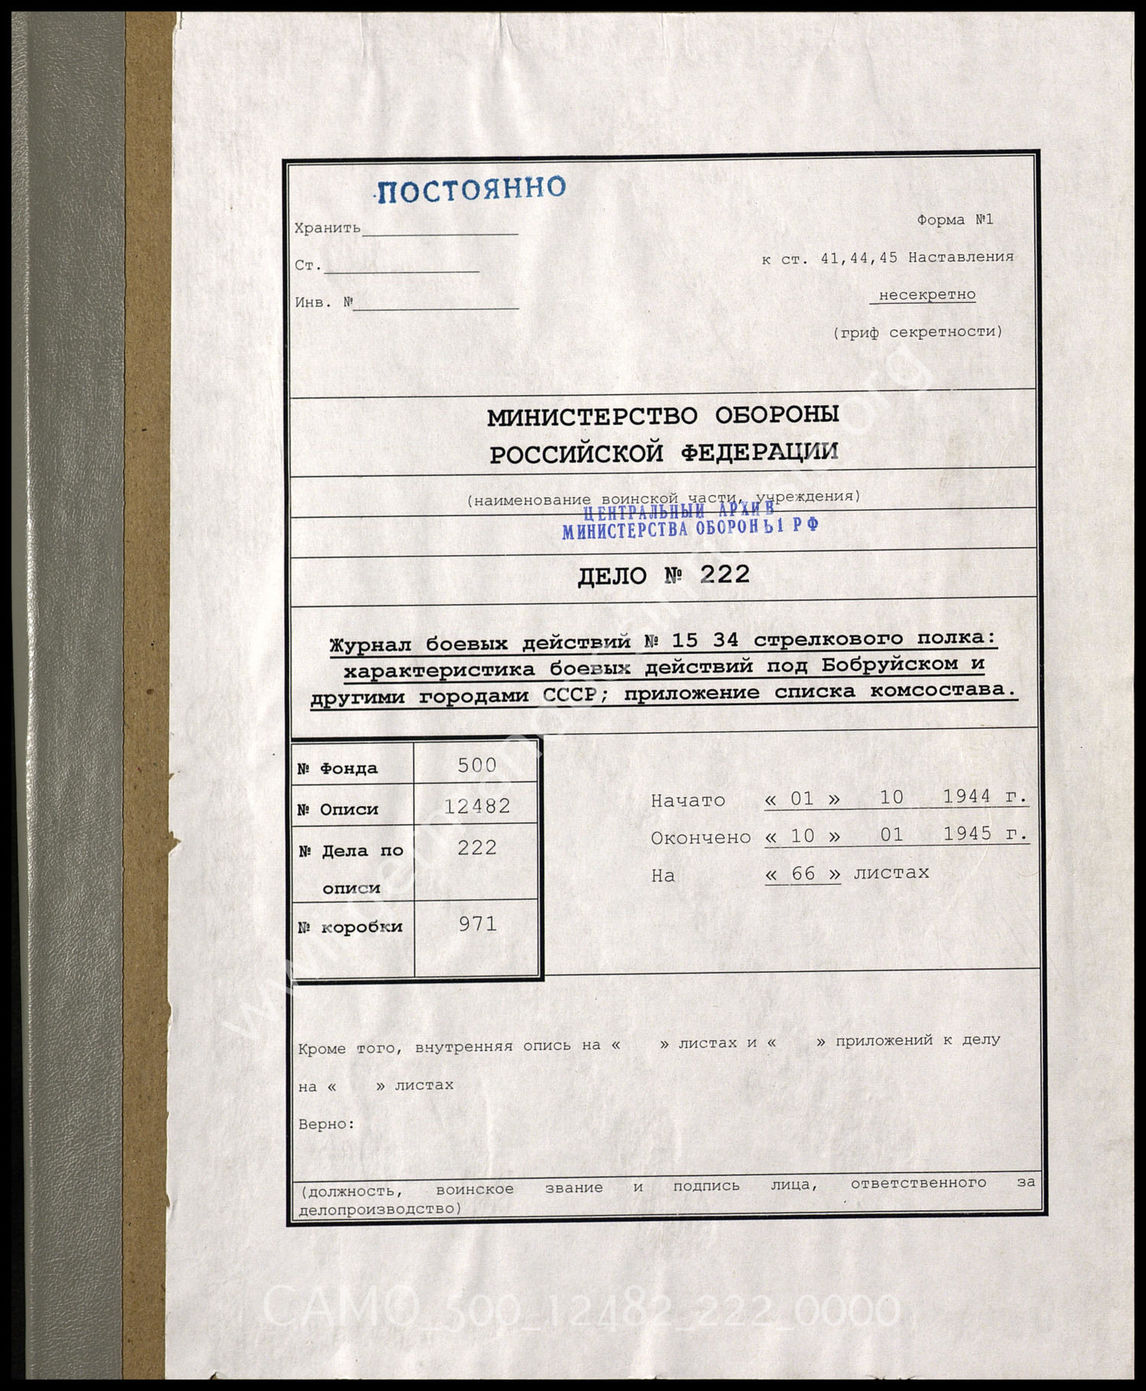 ПОСТОЯННО
Хранить
Форма №1
Ст.
к ст. 41,44,45 Наставления
Инв. №
несекретно
(гриф секретности)
МИНИСТЕРСТВО ОБОРОНЫ
РОССИЙСКОЙ ФЕДЕРАЦИИ
(наименование воинской части, учреждения)
ЦЕНТРАЛЬНЫЙ АРХИВ
МИНИСТЕРСТВА ОБОРОНЫ РФ
ДЕЛО № 222
Журнал боевых действий № 15 34 стрелкового полка:
характеристика боевых действий под Бобруйском и
другими городами СССР; приложение списка комсостава.
№ Фонда 500
№ Описи 12482
№ Дела по 222
описи
№ коробки 971
Начато « 01 » 10 1944 г.
Окончено « 10 » 01 1945 г.
На « 66 » листах
Кроме того, внутренняя опись на « » листах и « » приложений к делу
на « » листах
Верно:
(должность, воинское звание и подпись лица, ответственного за
делопроизводство)
CAMO_500_12482_222_0000